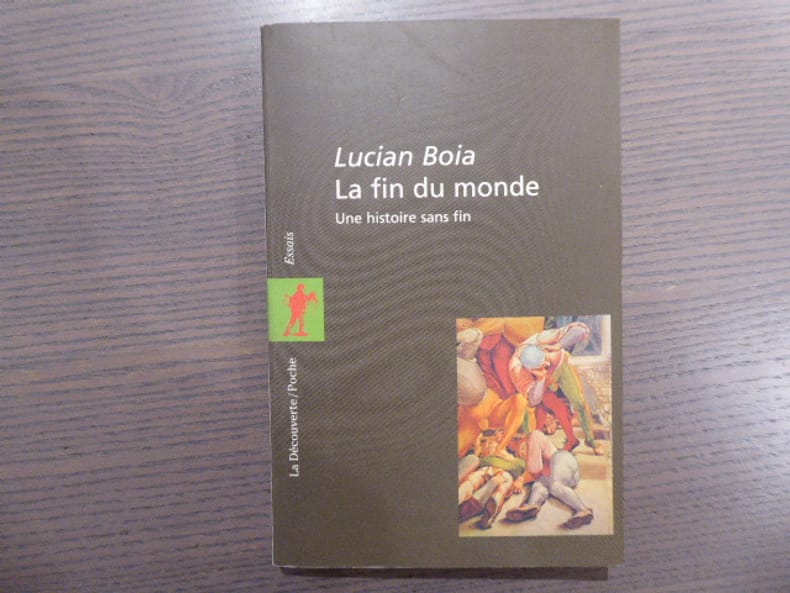 Lucian Boia
La fin du monde
Une histoire sans fin
Essais
La Découverte/Poche